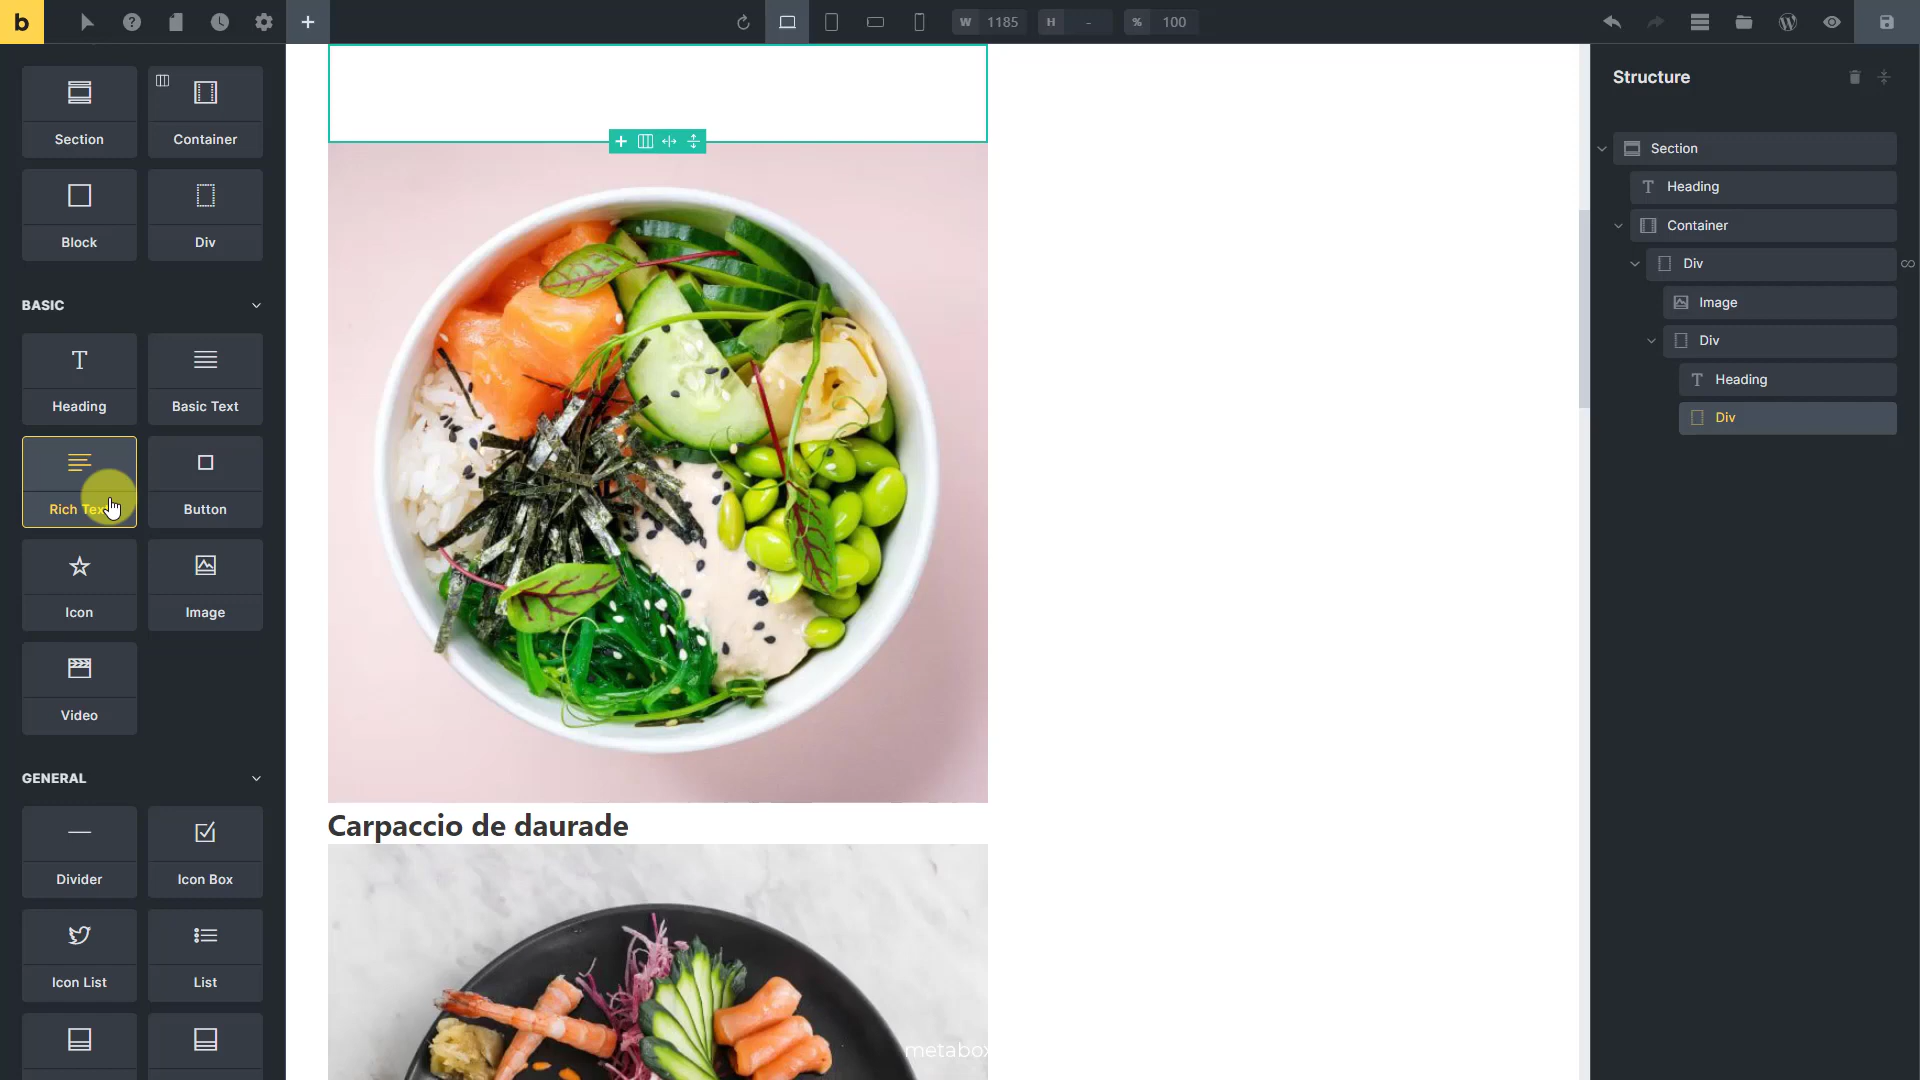 b
W 1185
H -
% 100
Section
Container
Block
Div
BASIC
Heading
Basic Text
Rich Text
Button
Icon
Image
Video
GENERAL
Divider
Icon Box
Icon List
List
Carpaccio de daurade
metabox
Structure
Section
Heading
Container
Div
Image
Div
Heading
Div